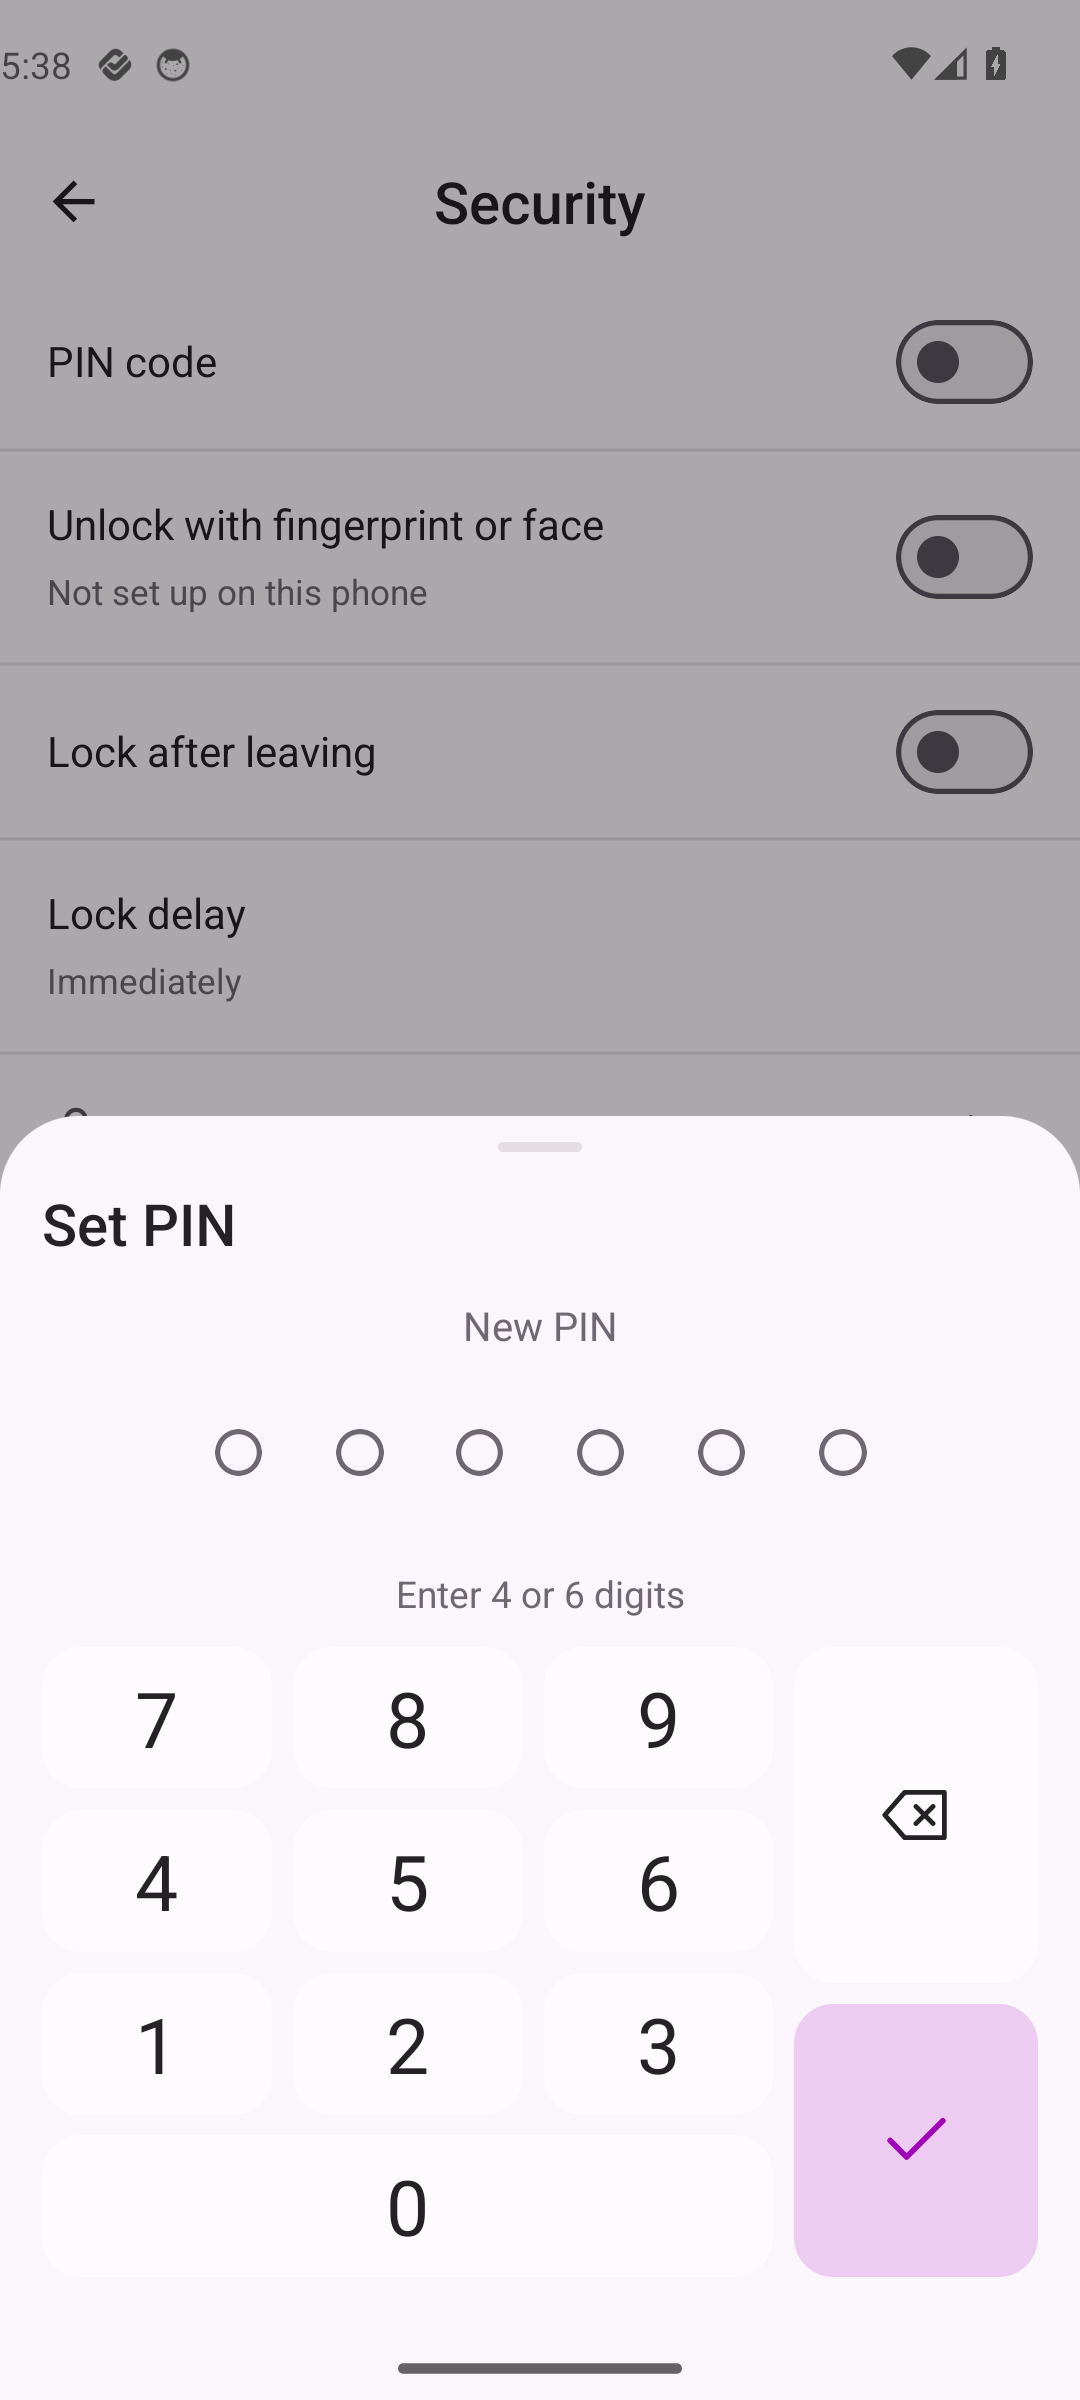 5:38
Security
PIN code
Unlock with fingerprint or face
Not set up on this phone
Lock after leaving
Lock delay
Immediately
Set PIN
New PIN
Enter 4 or 6 digits
7 8 9
4 5 6
1 2 3
0